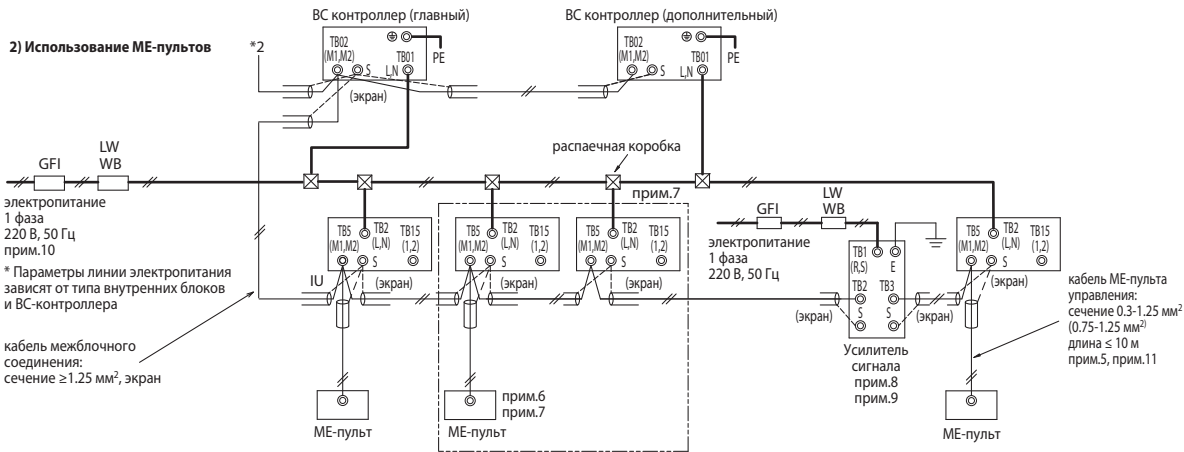 2) Использование МЕ-пультов
*2
BC контроллер (главный)
TB02
(M1,M2)
S
TB01
L,N
PE
(экран)
BC контроллер (дополнительный)
TB02
(M1,M2)
S
TB01
L,N
PE
распаечная коробка
GFI
LW
WB
электропитание
1 фаза
220 В, 50 Гц
прим.10
* Параметры линии электропитания
зависят от типа внутренних блоков
и ВС-контроллера
кабель межблочного
соединения:
сечение ≥1.25 мм², экран
IU
TB5
(M1,M2)
S
TB2
(L,N)
TB15
(1,2)
(экран)
МЕ-пульт
прим.7
TB5
(M1,M2)
S
TB2
(L,N)
TB15
(1,2)
(экран)
МЕ-пульт
прим.6
прим.7
TB5
(M1,M2)
S
TB2
(L,N)
TB15
(1,2)
(экран)
GFI
LW
WB
электропитание
1 фаза
220 В, 50 Гц
TB1
(R,S)
E
TB2
TB3
S
S
(экран)
(экран)
Усилитель
сигнала
прим.8
прим.9
TB5
(M1,M2)
S
TB2
(L,N)
TB15
(1,2)
(экран)
МЕ-пульт
кабель МЕ-пульта
управления:
сечение 0.3-1.25 мм²
(0.75-1.25 мм²)
длина ≤ 10 м
прим.5, прим.11